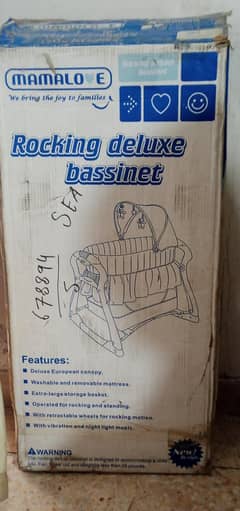 MAMALOVE
"We bring the joy to families"
Rocking deluxe
bassinet
SEA
678894
5
Features:
Deluxe European canopy.
Washable and removable mattress.
Extra-large storage basket.
Operated for rocking and standing.
With retractable wheels for rocking motion.
With vibration and night light music.
WARNING
New!